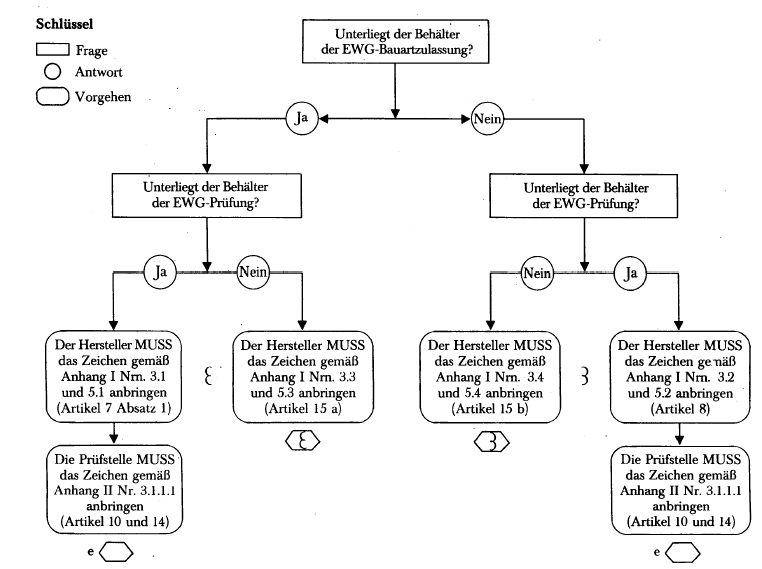 Schlüssel
Frage
Antwort
Vorgehen
Unterliegt der Behälter
der EWG-Bauartzulassung?
Ja
Nein
Unterliegt der Behälter
der EWG-Prüfung?
Unterliegt der Behälter
der EWG-Prüfung?
Ja
Nein
Nein
Ja
Der Hersteller MUSS
das Zeichen gemäß
Anhang I Nrn. 3.1
und 5.1 anbringen
(Artikel 7 Absatz 1)
Der Hersteller MUSS
das Zeichen gemäß
Anhang I Nrn. 3.3
und 5.3 anbringen
(Artikel 15 a)
Der Hersteller MUSS
das Zeichen gemäß
Anhang I Nrn. 3.4
und 5.4 anbringen
(Artikel 15 b)
Der Hersteller MUSS
das Zeichen gemäß
Anhang I Nrn. 3.2
und 5.2 anbringen
(Artikel 8)
Die Prüfstelle MUSS
das Zeichen gemäß
Anhang II Nr. 3.1.1.1
anbringen
(Artikel 10 und 14)
e
Die Prüfstelle MUSS
das Zeichen gemäß
Anhang II Nr. 3.1.1.1
anbringen
(Artikel 10 und 14)
e